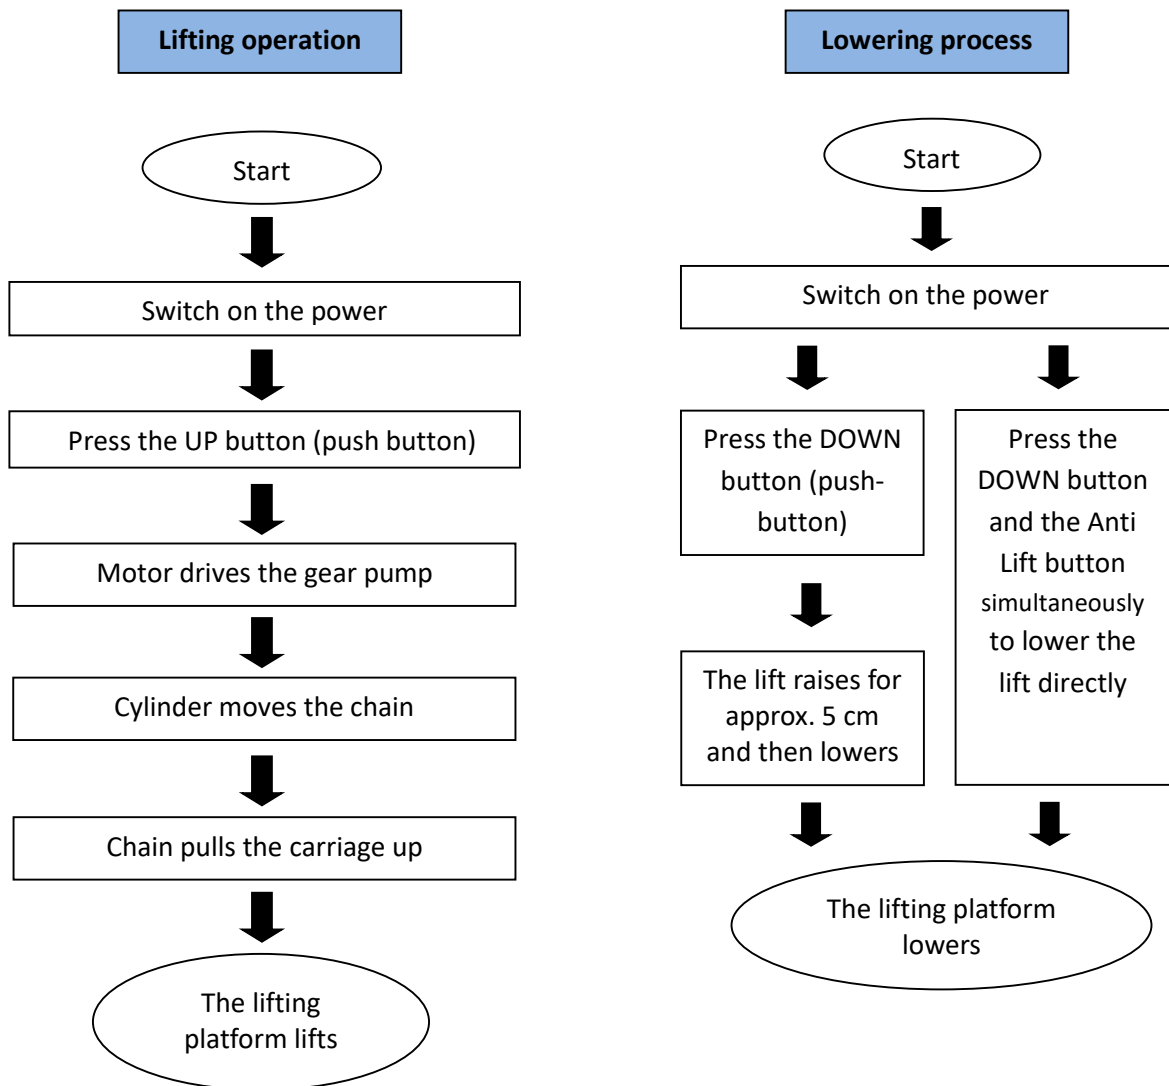 Lifting operation
Start
Switch on the power
Press the UP button (push button)
Motor drives the gear pump
Cylinder moves the chain
Chain pulls the carriage up
The lifting
platform lifts
Lowering process
Start
Switch on the power
Press the DOWN
button (push-
button)
The lift raises for
approx. 5 cm
and then lowers
Press the
DOWN button
and the Anti
Lift button
simultaneously
to lower the
lift directly
The lifting platform
lowers